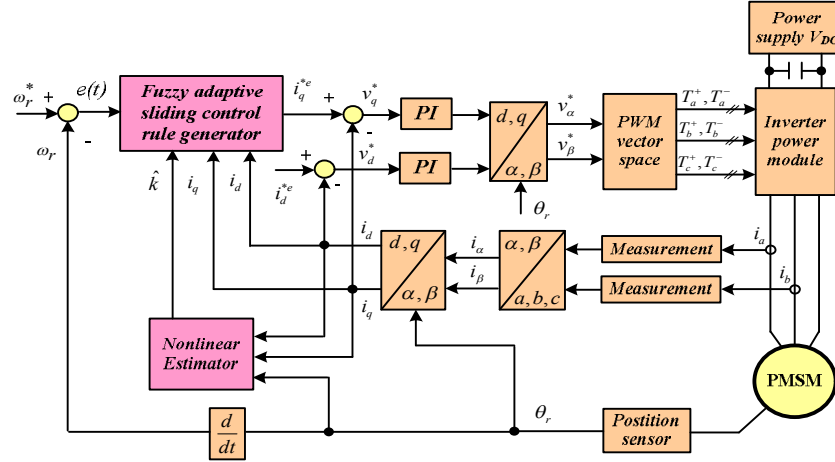 Power
supply V_DC
ω_r^* + e(t)
Fuzzy adaptive
sliding control
rule generator
i_q^{*e} + v_q^*
PI
d,q
α,β
v_α^*
v_β^*
PWM
vector
space
T_a^+, T_a^-
T_b^+, T_b^-
T_c^+, T_c^-
Inverter
power
module
ω_r -
-
+ v_d^*
-
PI
i_d^{*e}
k̂ i_q i_d
θ_r
i_d
d,q
α,β
i_α
i_β
α,β
a,b,c
Measurement
i_a
Measurement
i_b
i_q
Nonlinear
Estimator
PMSM
d
dt
θ_r
Postition
sensor